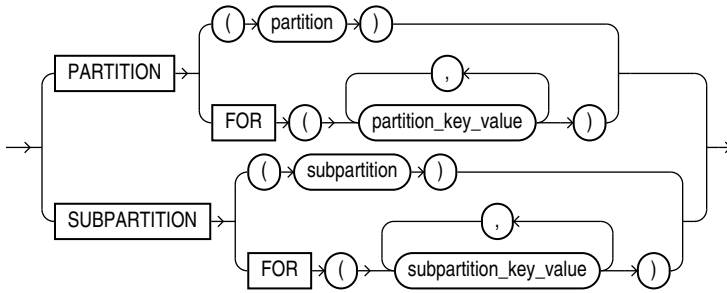 ( partition )
,
PARTITION
FOR ( partition_key_value )
( subpartition )
,
SUBPARTITION
FOR ( subpartition_key_value )